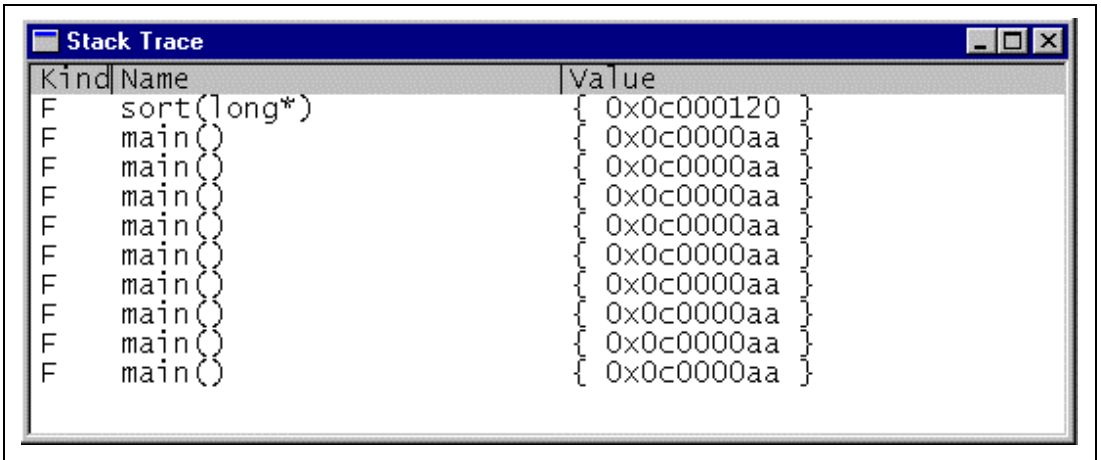 Stack Trace
Kind Name Value
F sort(long*) { 0x0c000120 }
F main() { 0x0c0000aa }
F main() { 0x0c0000aa }
F main() { 0x0c0000aa }
F main() { 0x0c0000aa }
F main() { 0x0c0000aa }
F main() { 0x0c0000aa }
F main() { 0x0c0000aa }
F main() { 0x0c0000aa }
F main() { 0x0c0000aa }